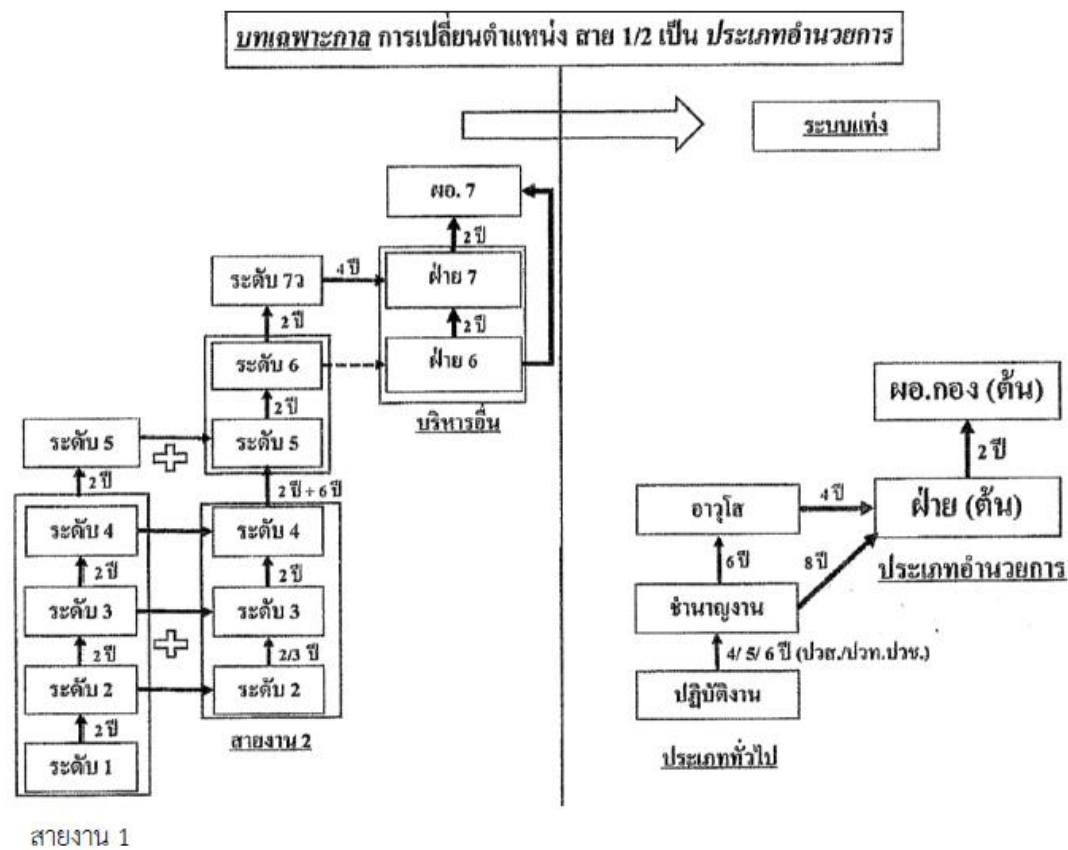 บทเฉพาะกาล การเปลี่ยนตำแหน่ง สาย 1/2 เป็น ประเภทอำนวยการ
ระบบแท่ง
ผอ. 7
2 ปี
ระดับ 7ว
4 ปี
ฝ่าย 7
2 ปี
2 ปี
ระดับ 6
ฝ่าย 6
บริหารอื่น
2 ปี
ระดับ 5
ระดับ 5
2 ปี
2 ปี + 6 ปี
ระดับ 4
ระดับ 4
2 ปี
2 ปี
ระดับ 3
ระดับ 3
2 ปี
2/3 ปี
ระดับ 2
ระดับ 2
2 ปี
สายงาน 2
ระดับ 1
สายงาน 1
ผอ.กอง (ต้น)
2 ปี
อาวุโส
4 ปี
ฝ่าย (ต้น)
6 ปี
8 ปี
ประเภทอำนวยการ
ชำนาญงาน
4/ 5/ 6 ปี (ปวส./ปวท.ปวช.)
ปฏิบัติงาน
ประเภททั่วไป